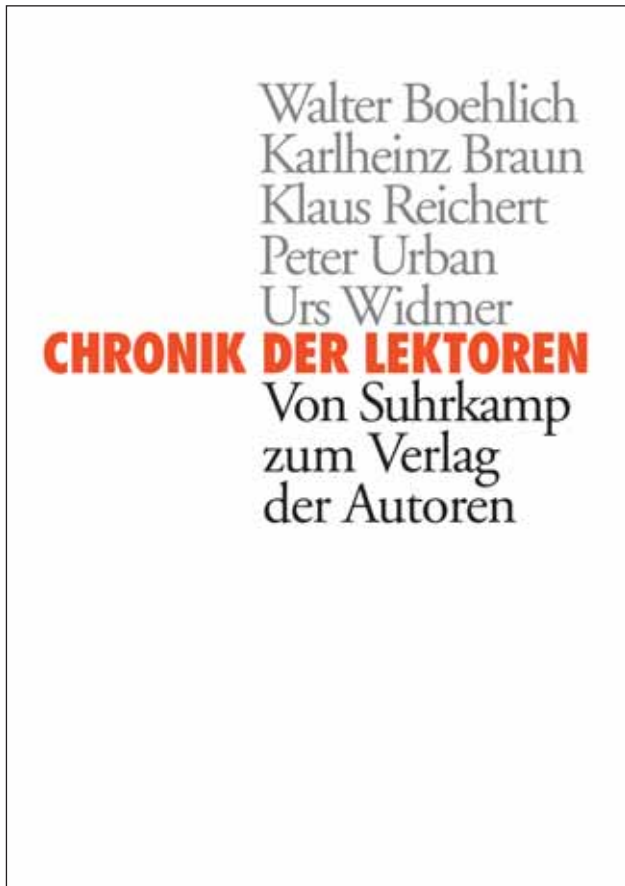 Walter Boehlich
Karlheinz Braun
Klaus Reichert
Peter Urban
Urs Widmer
CHRONIK DER LEKTOREN
Von Suhrkamp
zum Verlag
der Autoren